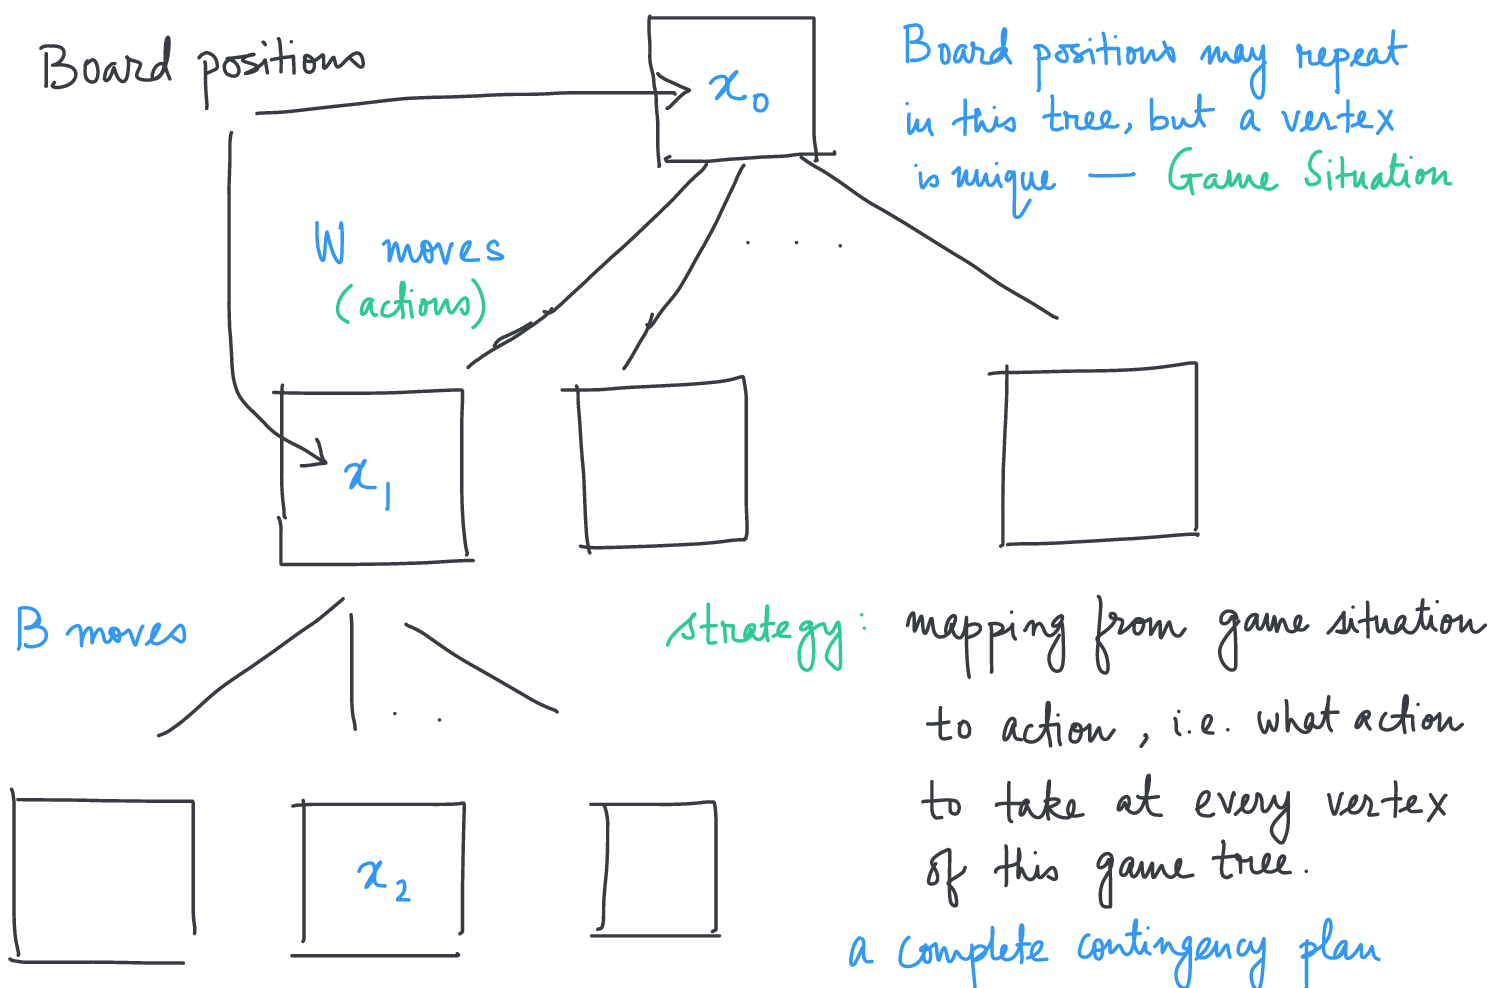 Board positions
x₀
Board positions may repeat
in this tree, but a vertex
is unique — Game Situation
W moves
(actions)
x₁
B moves
strategy: mapping from game situation
to action, i.e. what action
to take at every vertex
of this game tree.
x₂
a complete contingency plan